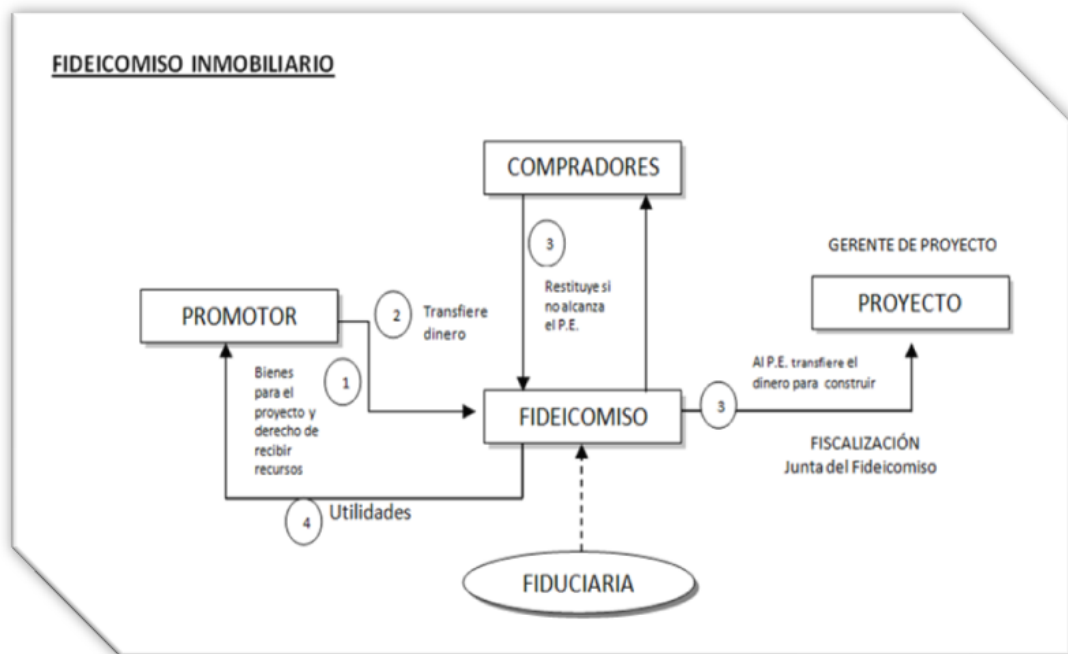 FIDEICOMISO INMOBILIARIO
COMPRADORES
3
Restituye si
no alcanza
el P.E.
GERENTE DE PROYECTO
PROYECTO
PROMOTOR
2
Transfiere
dinero
1
Bienes
para el
proyecto y
derecho de
recibir
recursos
Al P.E. transfiere el
dinero para construir
3
FIDEICOMISO
FISCALIZACIÓN
Junta del Fideicomiso
4
Utilidades
FIDUCIARIA